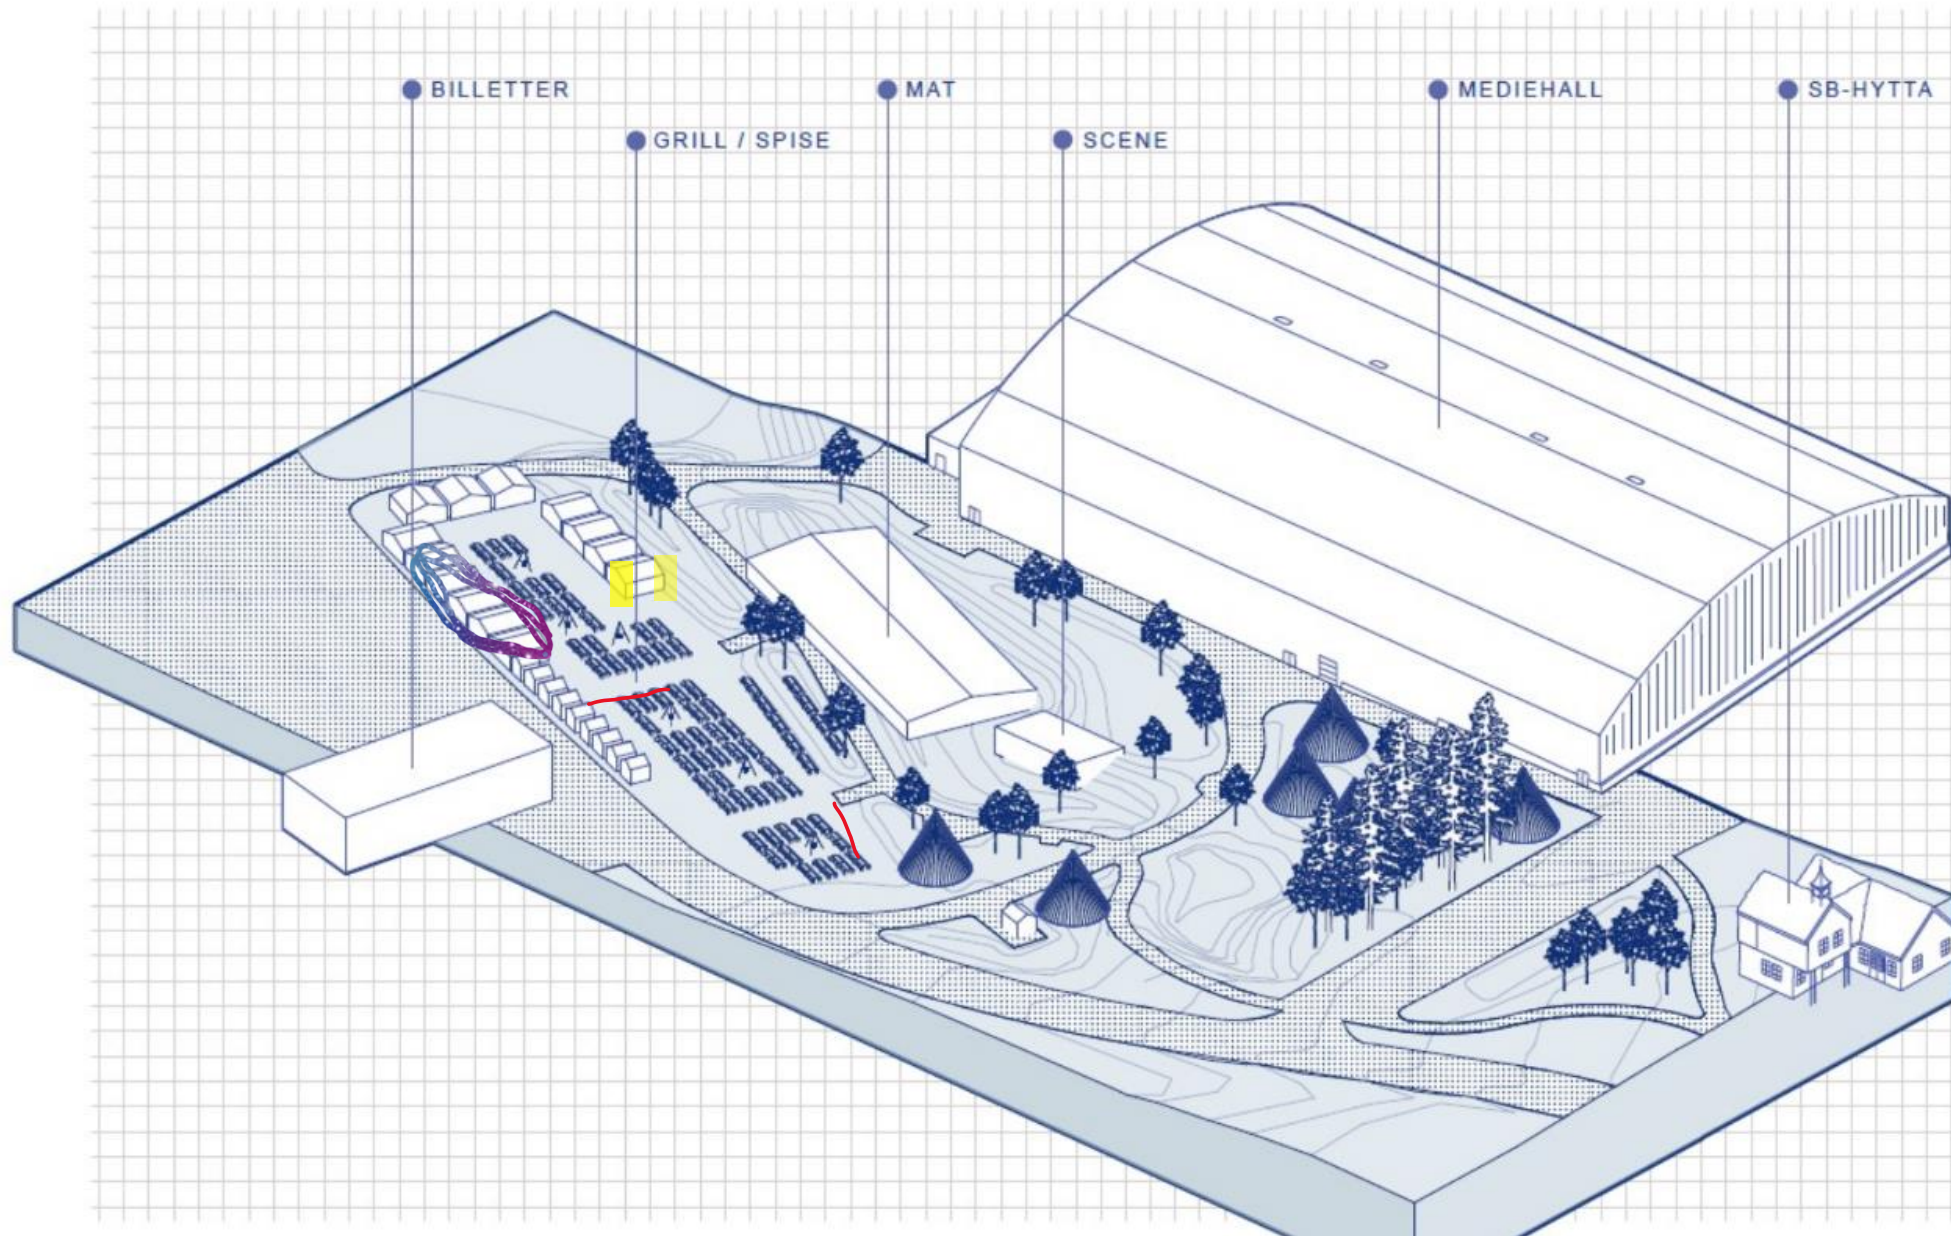 BILLETTER
MAT
MEDIEHALL
SB-HYTTA
GRILL / SPISE
SCENE